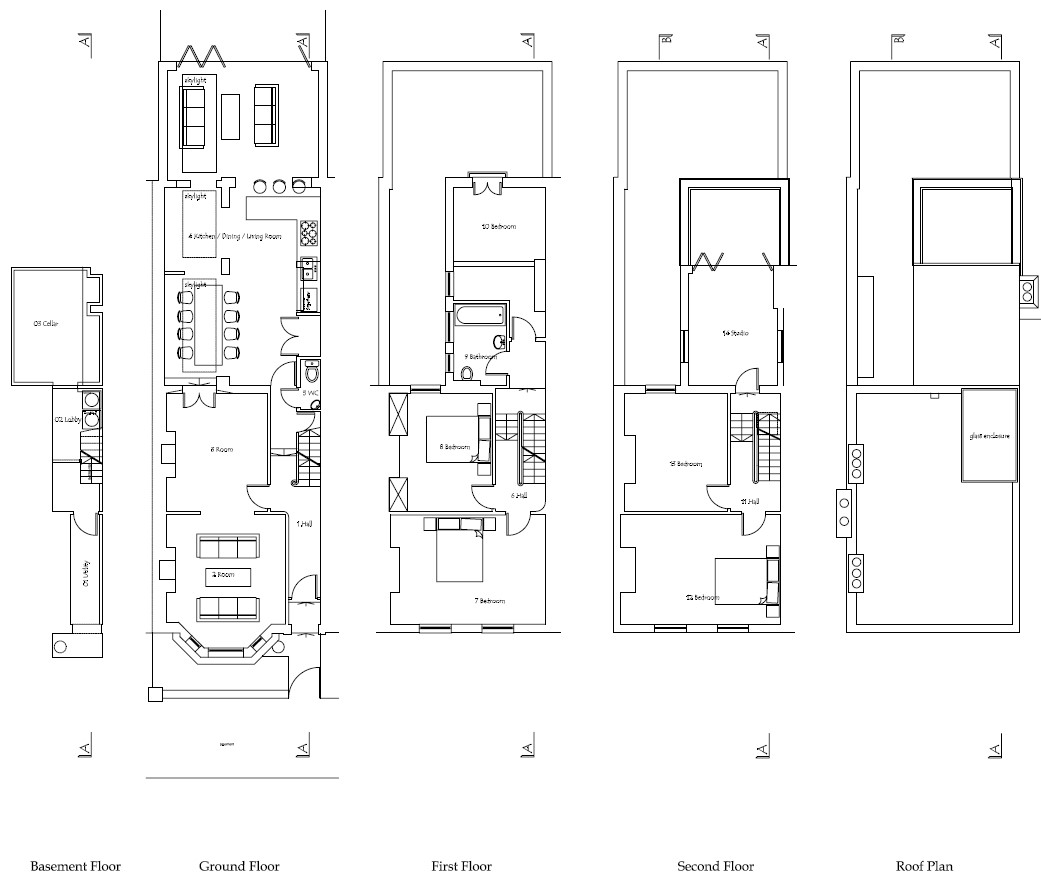 A
A
A
B
A
B
A
skylight
skylight
4 Kitchen / Dining / Living Room
skylight
10 Bedroom
03 Cellar
14 Studio
9 Bathroom
5 WC
02 Lobby
3 Room
8 Bedroom
13 Bedroom
glass enclosure
6 Hall
11 Hall
1 Hall
01 Utility
2 Room
7 Bedroom
12 Bedroom
A
A
A
A
A
Basement Floor
Ground Floor
First Floor
Second Floor
Roof Plan